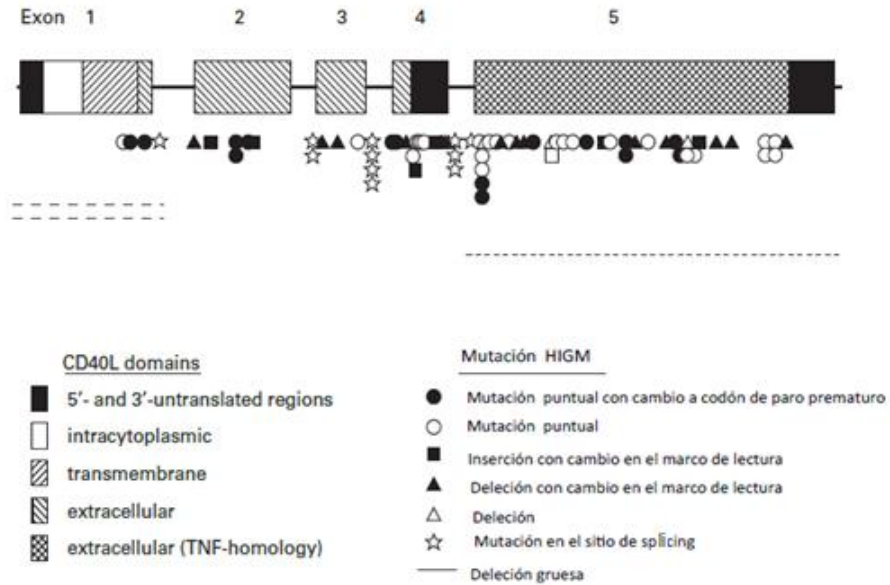 Exon 1 2 3 4 5
CD40L domains
5'- and 3'-untranslated regions
intracytoplasmic
transmembrane
extracellular
extracellular (TNF-homology)
Mutación HIGM
Mutación puntual con cambio a codón de paro prematuro
Mutación puntual
Inserción con cambio en el marco de lectura
Deleción con cambio en el marco de lectura
Deleción
Mutación en el sitio de splicing
Deleción gruesa